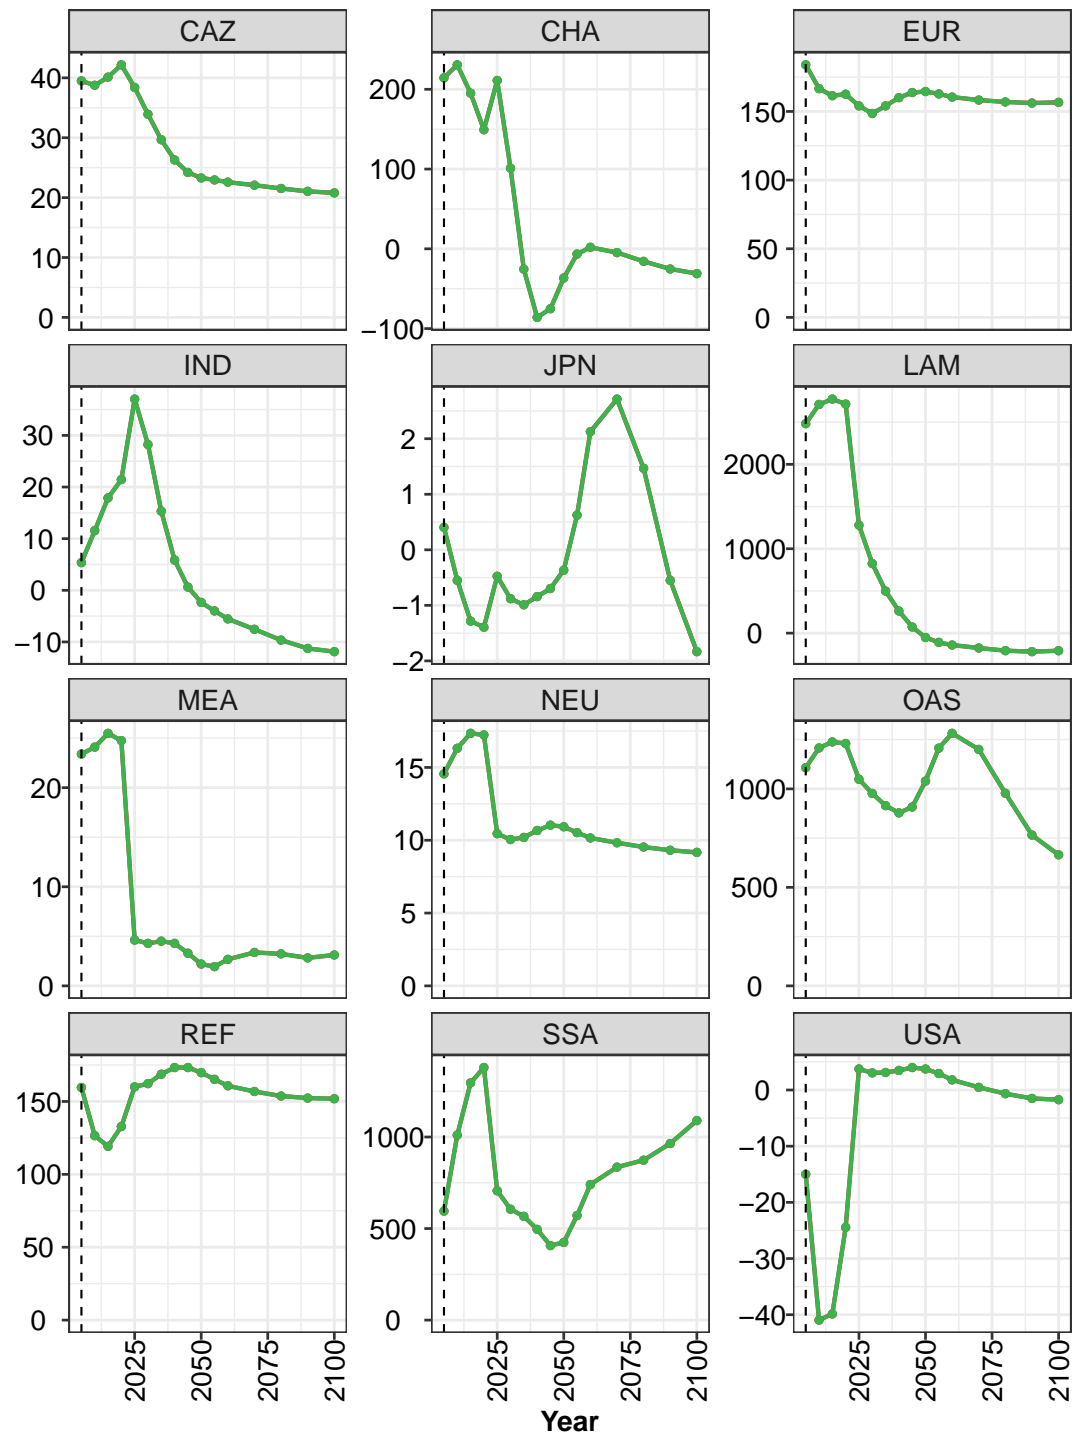 CAZ CHA EUR
40 30 20 10 0
200 100 0 −100
150 100 50 0
IND JPN LAM
30 20 10 0 −10
2 1 0 −1 −2
2000 1000 0
MEA NEU OAS
20 10 0
15 10 5 0
1000 500 0
REF SSA USA
150 100 50 0
1000 500 0
0 −10 −20 −30 −40
2025 2050 2075 2100 2025 2050 2075 2100 2025 2050 2075 2100
Year